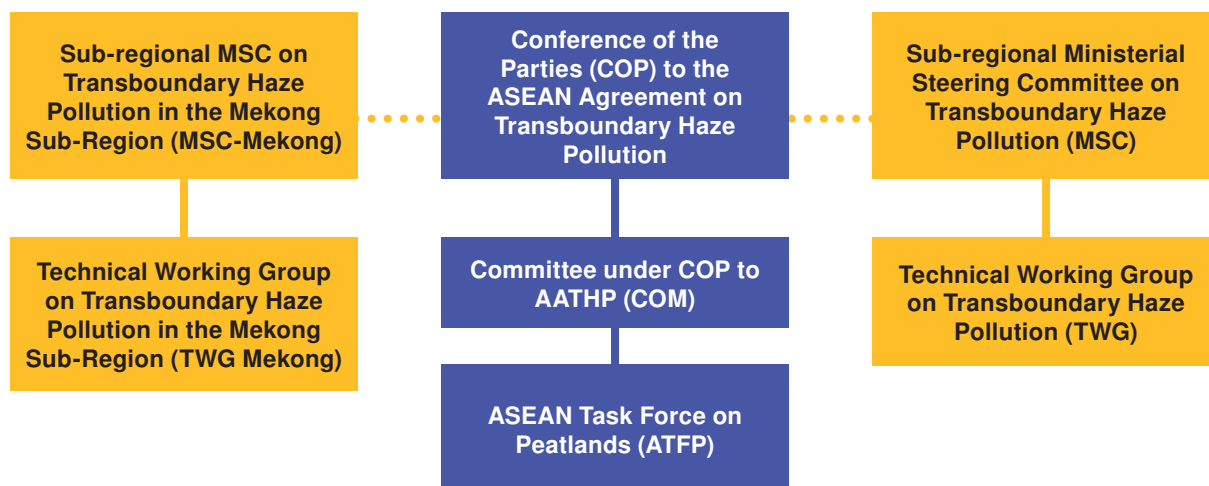 Sub-regional MSC on
Transboundary Haze
Pollution in the Mekong
Sub-Region (MSC-Mekong)
Conference of the
Parties (COP) to the
ASEAN Agreement on
Transboundary Haze
Pollution
Sub-regional Ministerial
Steering Committee on
Transboundary Haze
Pollution (MSC)
Technical Working Group
on Transboundary Haze
Pollution in the Mekong
Sub-Region (TWG Mekong)
Committee under COP to
AATHP (COM)
Technical Working Group
on Transboundary Haze
Pollution (TWG)
ASEAN Task Force on
Peatlands (ATFP)